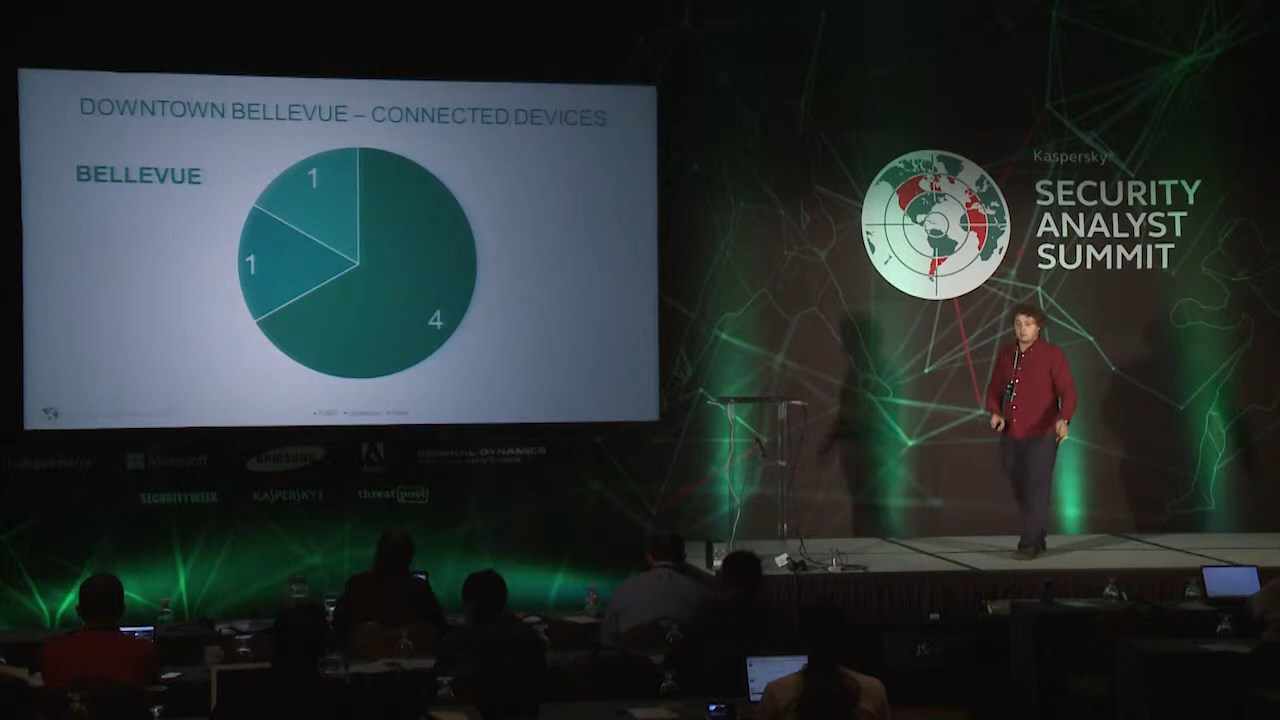 DOWNTOWN BELLEVUE – CONNECTED DEVICES
BELLEVUE
1
1
4
Kaspersky
SECURITY
ANALYST
SUMMIT
Microsoft
SAMSUNG
GENERAL DYNAMICS
SECURITYWEEK
KASPERSKY
threatpost